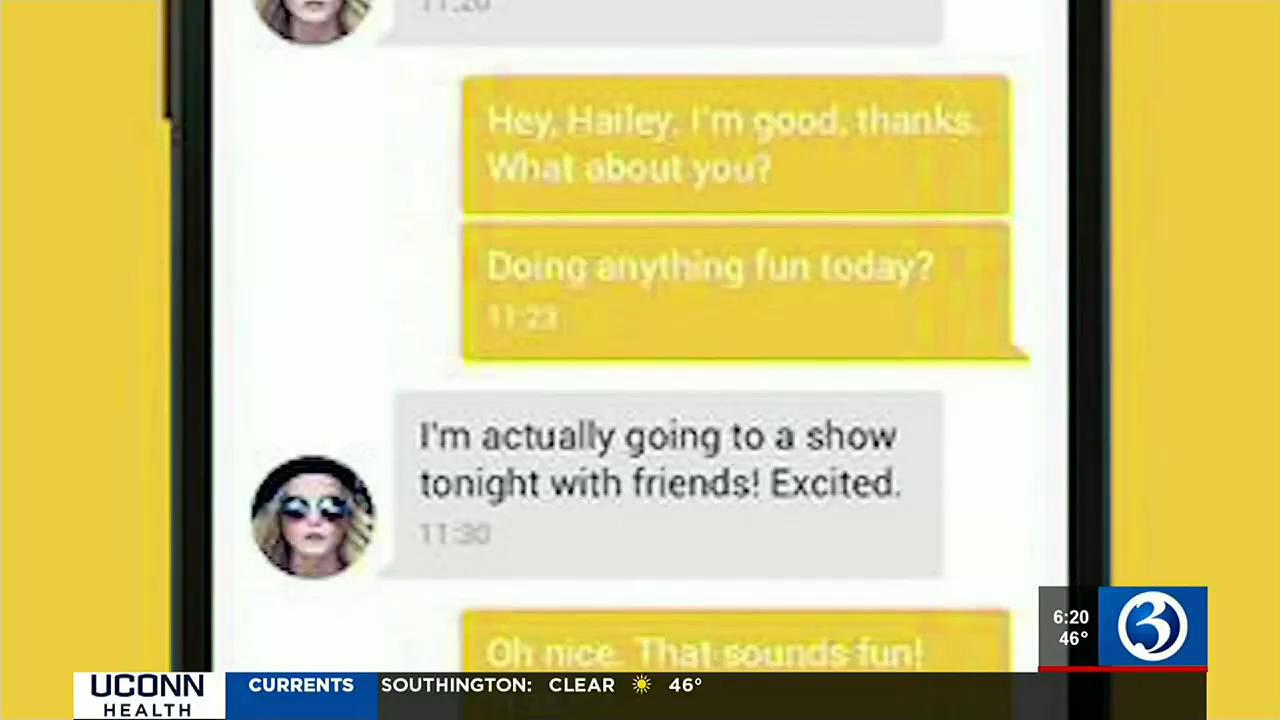 11:20
Hey, Hailey. I'm good, thanks.
What about you?
Doing anything fun today?
11:23
I'm actually going to a show
tonight with friends! Excited.
11:30
Oh nice. That sounds fun!
6:20
46°
3
UCONN
HEALTH
CURRENTS
SOUTHINGTON: CLEAR 46°